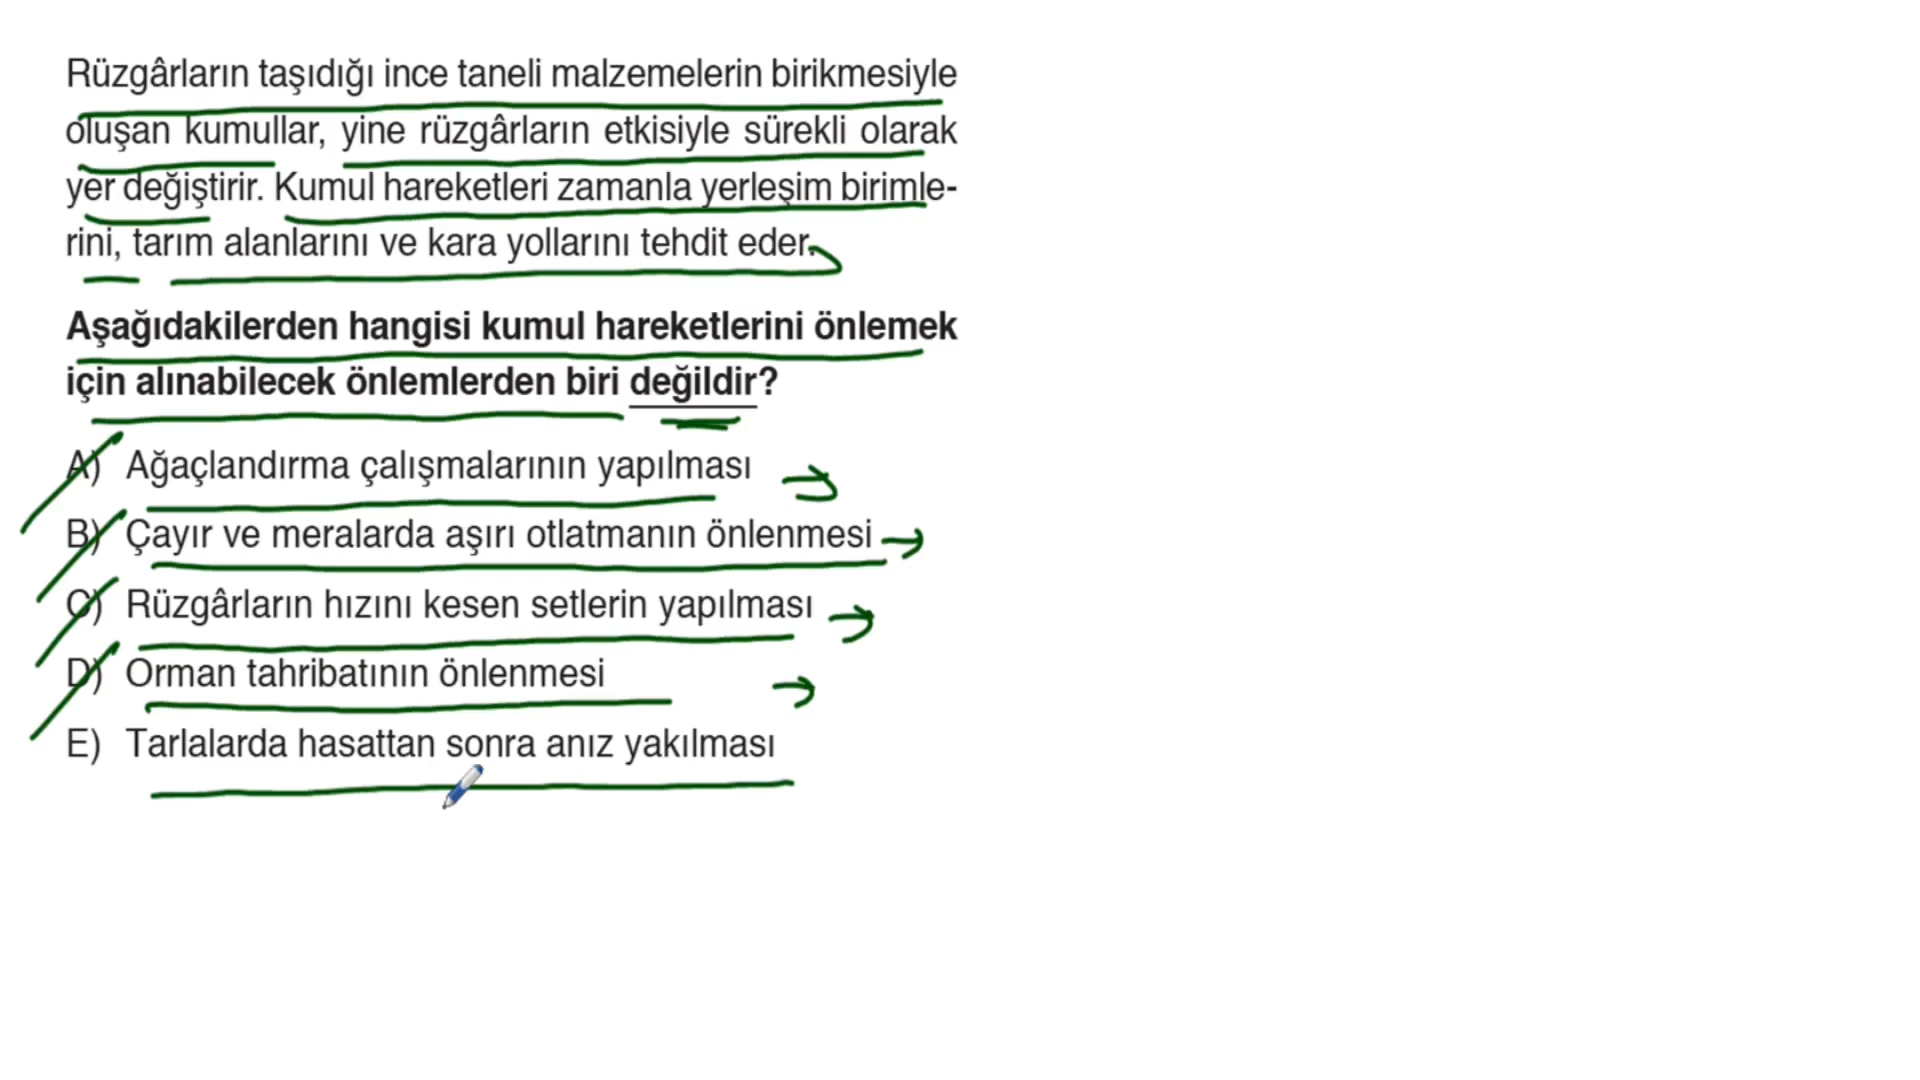 Rüzgârların taşıdığı ince taneli malzemelerin birikmesiyle
oluşan kumullar, yine rüzgârların etkisiyle sürekli olarak
yer değiştirir. Kumul hareketleri zamanla yerleşim birimle-
rini, tarım alanlarını ve kara yollarını tehdit eder.
Aşağıdakilerden hangisi kumul hareketlerini önlemek
için alınabilecek önlemlerden biri değildir?
A) Ağaçlandırma çalışmalarının yapılması
B) Çayır ve meralarda aşırı otlatmanın önlenmesi
C) Rüzgârların hızını kesen setlerin yapılması
D) Orman tahribatının önlenmesi
E) Tarlalarda hasattan sonra anız yakılması